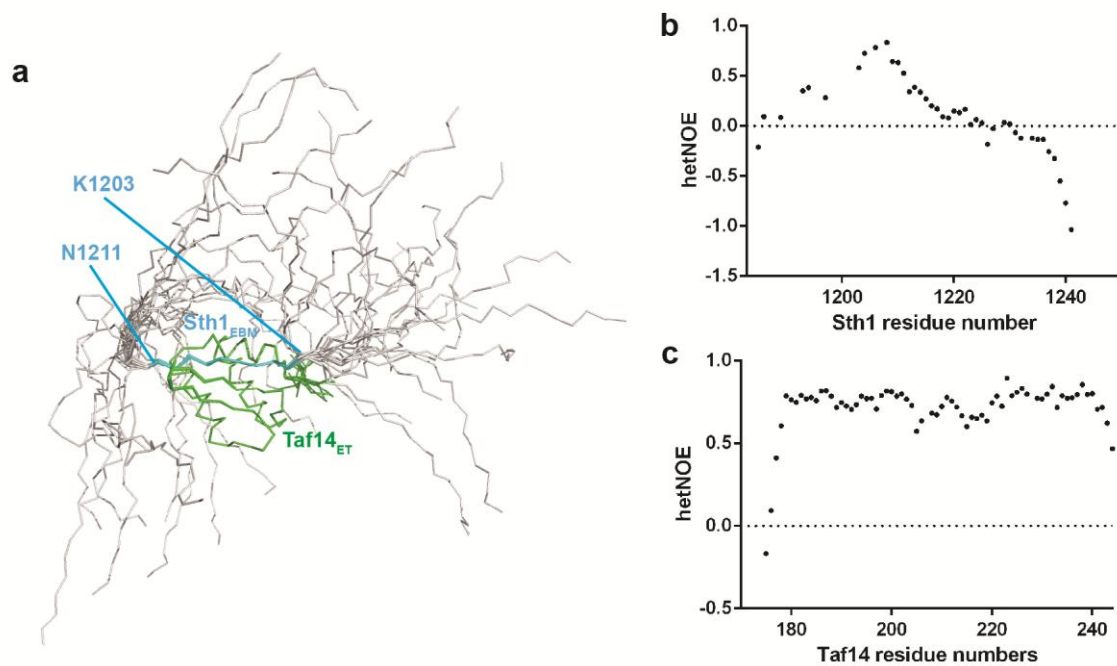 a
K1203
N1211
Sth1EBM
Taf14ET
b
hetNOE
1.0
0.5
0.0
-0.5
-1.0
-1.5
1200
1220
1240
Sth1 residue number
c
hetNOE
1.0
0.5
0.0
-0.5
180
200
220
240
Taf14 residue numbers